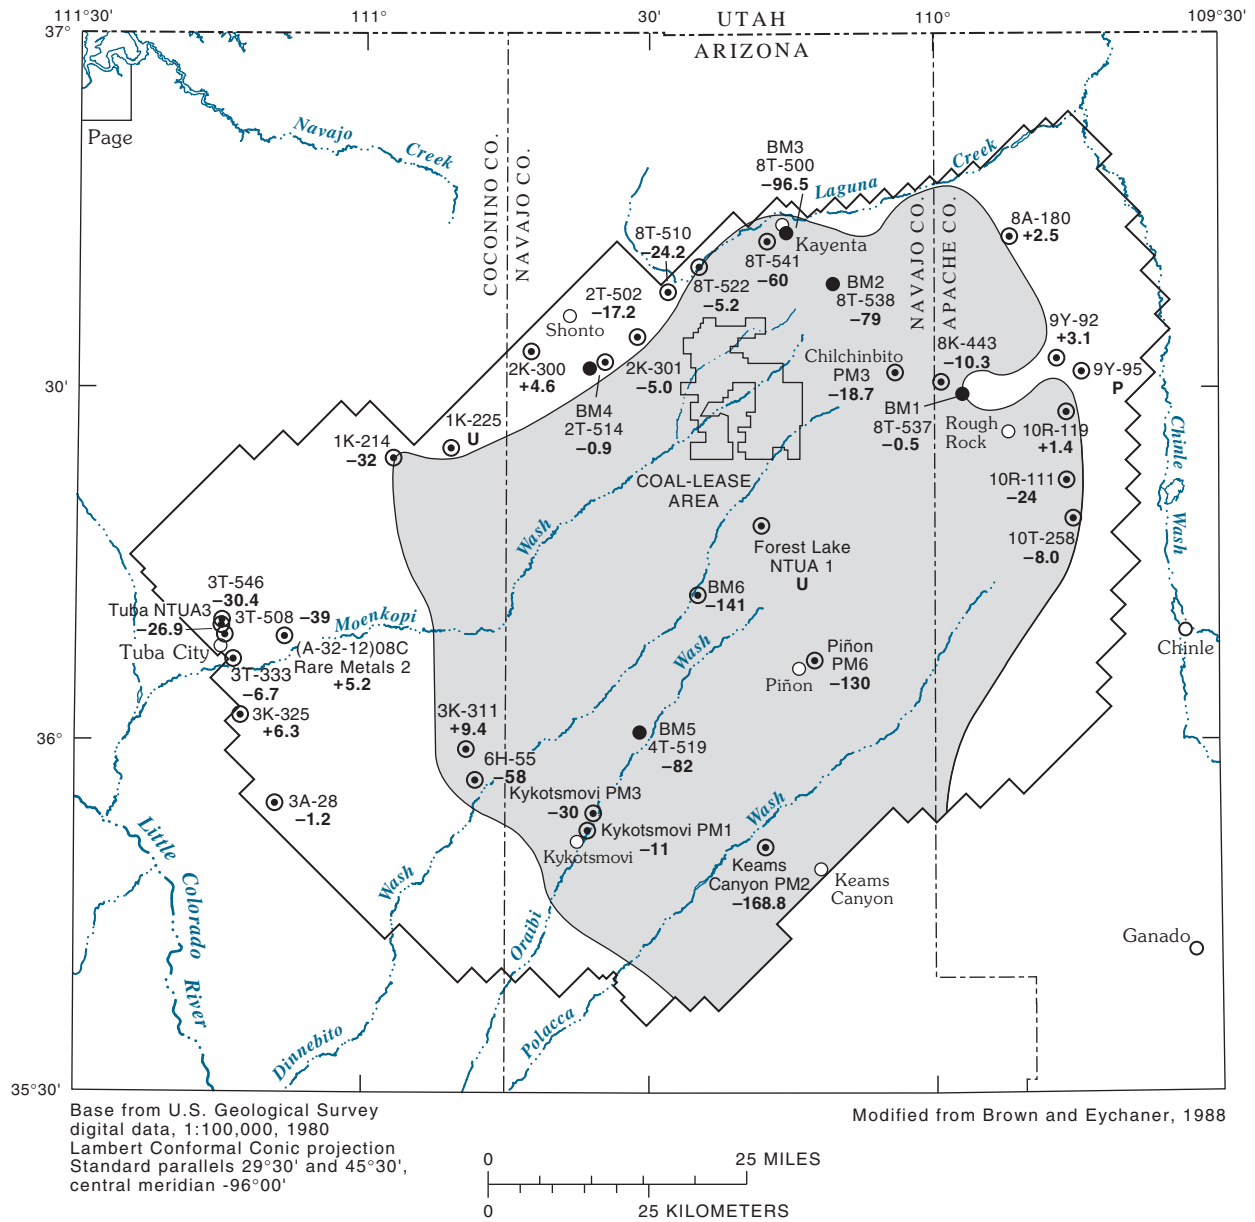 111°30'
111°
30'
110°
109°30'
UTAH
ARIZONA
37°
Page
Navajo
Creek
COCONINO CO.
NAVAJO CO.
BM3
8T-500
−96.5
Laguna
Creek
Kayenta
NAVAJO CO.
APACHE CO.
8A-180
+2.5
8T-510
−24.2
8T-541
−60
8T-522
−5.2
BM2
8T-538
−79
2T-502
−17.2
Shonto
9Y-92
+3.1
8K-443
−10.3
9Y-95
P
Chilchinbito
PM3
−18.7
2K-300
+4.6
2K-301
−5.0
30'
BM4
2T-514
−0.9
BM1
8T-537
−0.5
Rough
Rock
10R-119
+1.4
1K-225
U
1K-214
−32
Chinle
Wash
COAL-LEASE
AREA
10R-111
−24
Wash
10T-258
−8.0
Forest Lake
NTUA 1
U
3T-546
−30.4
BM6
−141
Tuba NTUA3
−26.9
3T-508
−39
Moenkopi
Tuba City
(A-32-12)08C
Rare Metals 2
+5.2
Wash
Chinle
Piñon
PM6
−130
Piñon
3T-333
−6.7
3K-325
+6.3
3K-311
+9.4
BM5
4T-519
−82
36°
6H-55
−58
Kykotsmovi PM3
−30
3A-28
−1.2
Wash
Kykotsmovi PM1
−11
Kykotsmovi
Little
Colorado
River
Keams
Canyon PM2
−168.8
Keams
Canyon
Wash
Oraibi
Ganado
Polacca
Dinnebito
35°30'
Base from U.S. Geological Survey
digital data, 1:100,000, 1980
Lambert Conformal Conic projection
Standard parallels 29°30' and 45°30',
central meridian -96°00'
Modified from Brown and Eychaner, 1988
0
25 MILES
0
25 KILOMETERS